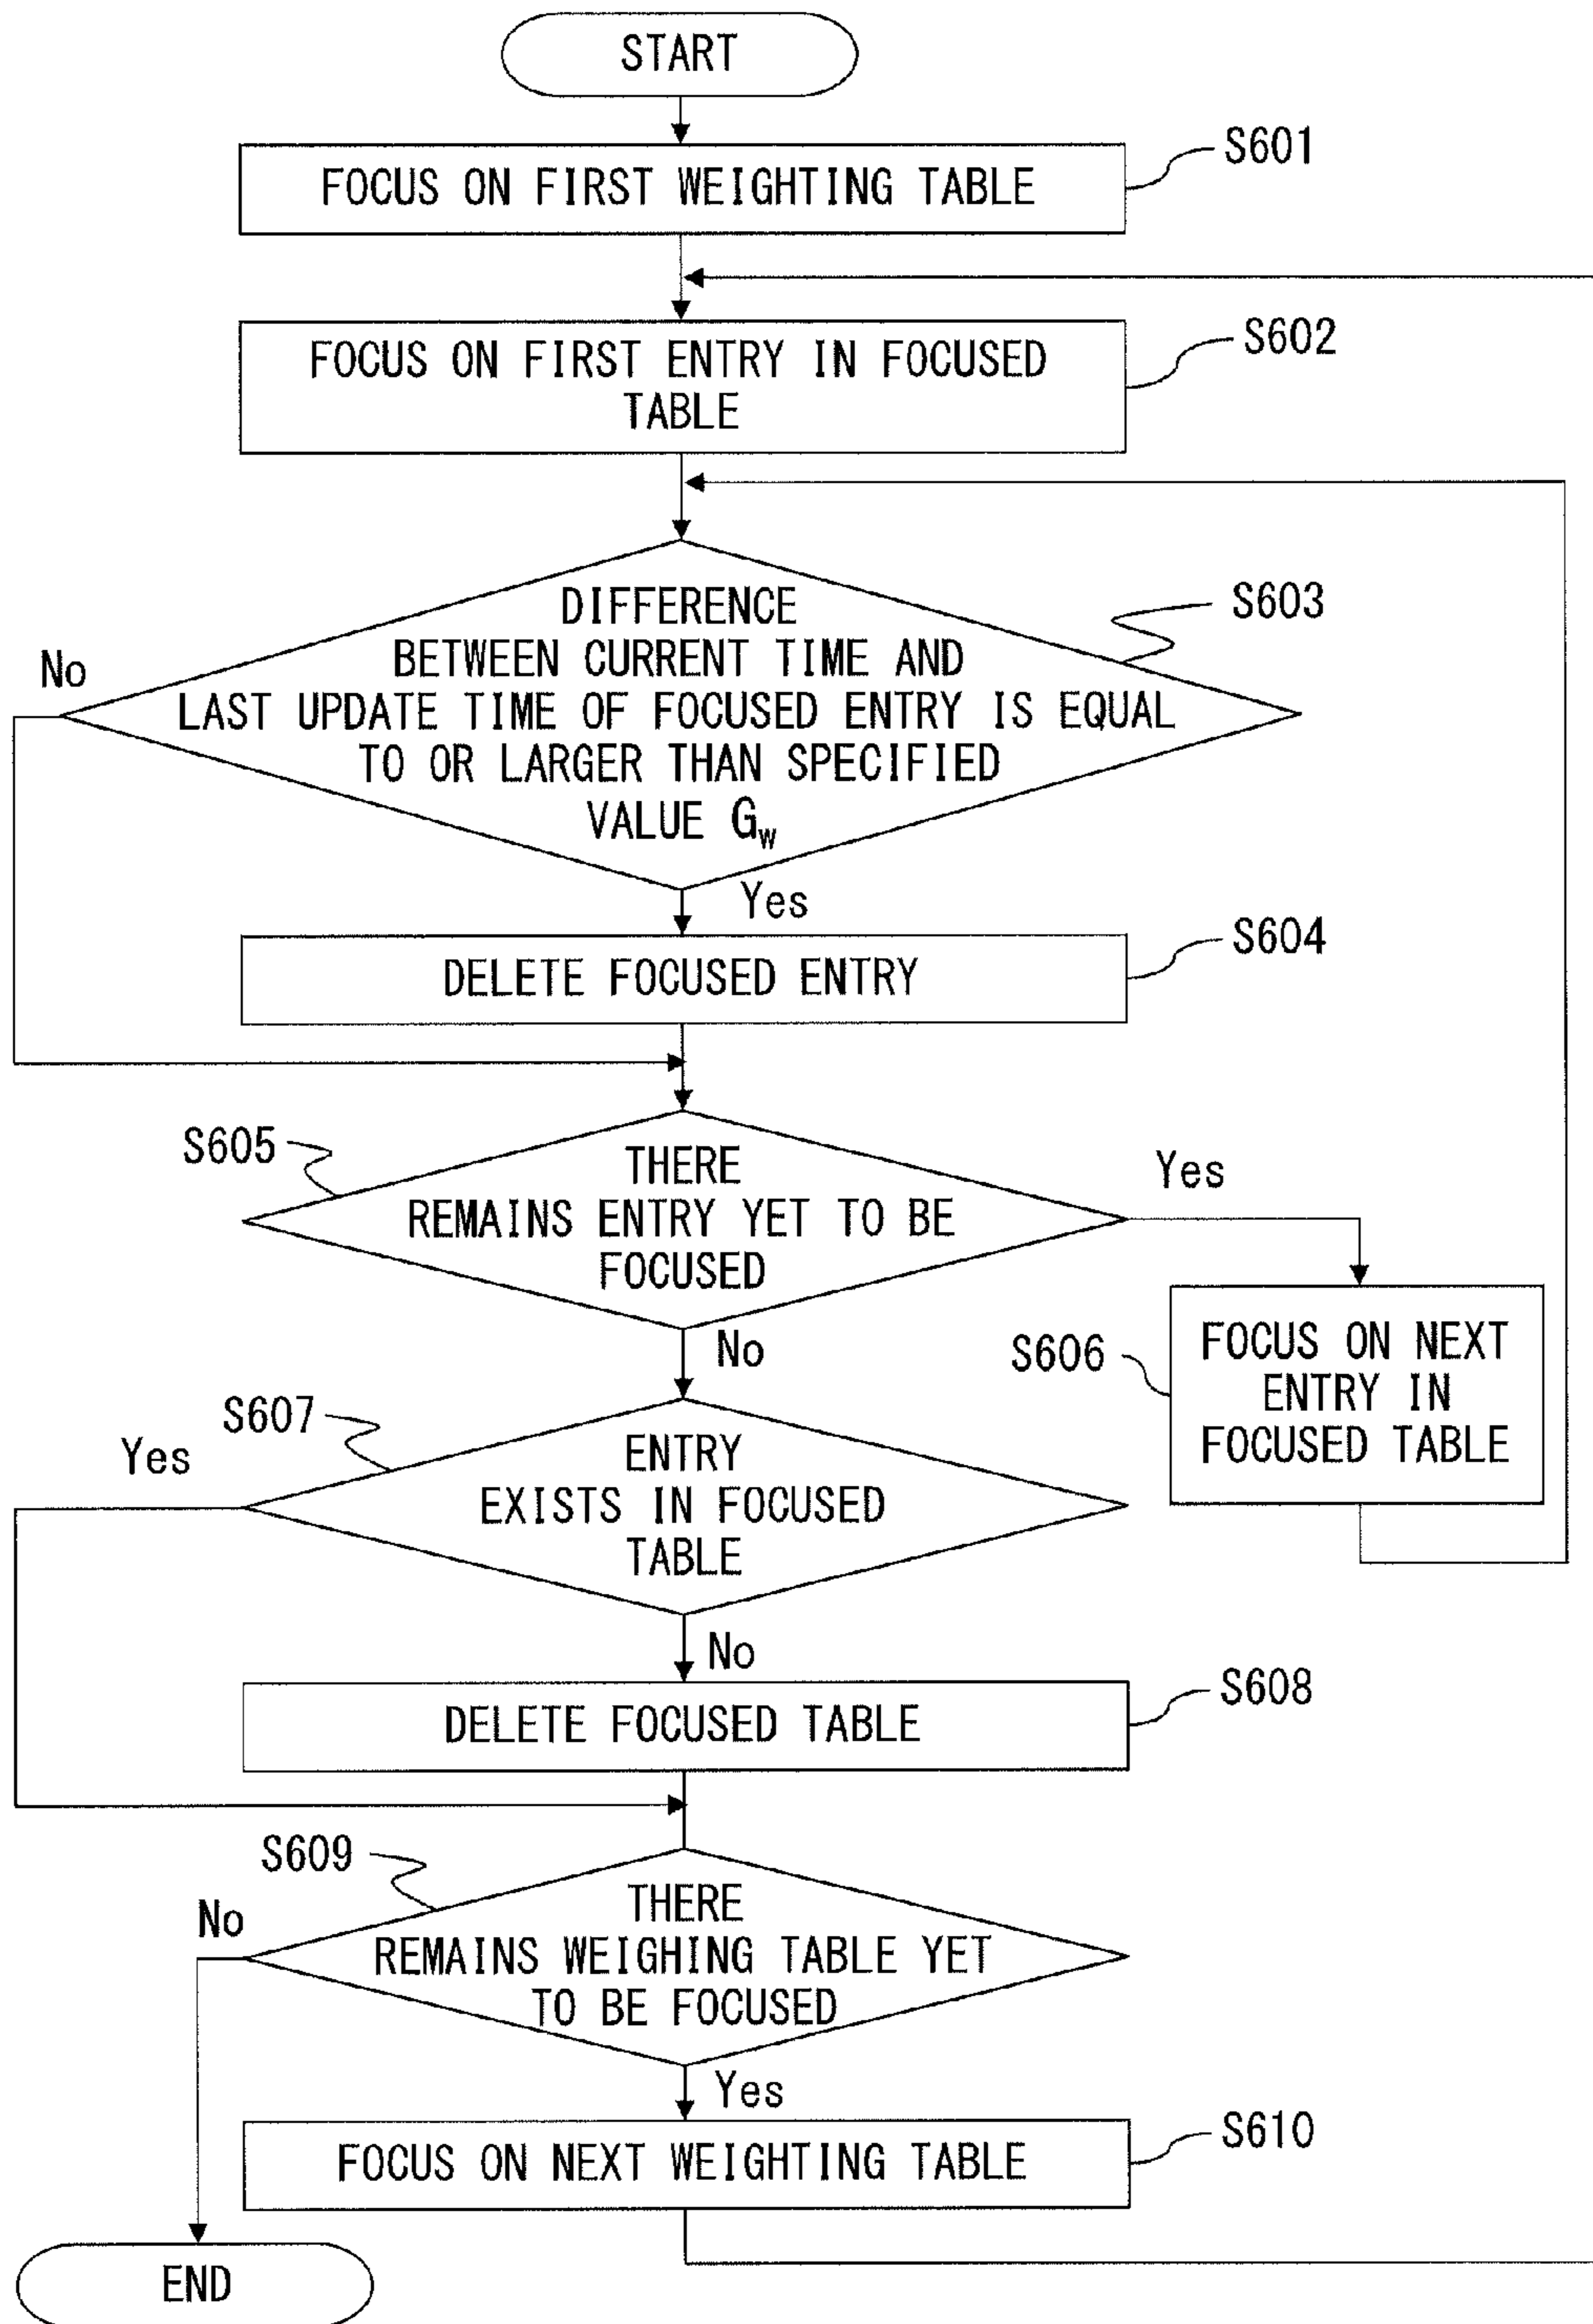 START
FOCUS ON FIRST WEIGHTING TABLE
S601
FOCUS ON FIRST ENTRY IN FOCUSED
TABLE
S602
DIFFERENCE
BETWEEN CURRENT TIME AND
LAST UPDATE TIME OF FOCUSED ENTRY IS EQUAL
TO OR LARGER THAN SPECIFIED
VALUE Gw
S603
No
Yes
DELETE FOCUSED ENTRY
S604
S605
THERE
REMAINS ENTRY YET TO BE
FOCUSED
Yes
No
S606
FOCUS ON NEXT
ENTRY IN
FOCUSED TABLE
S607
ENTRY
EXISTS IN FOCUSED
TABLE
Yes
No
DELETE FOCUSED TABLE
S608
S609
THERE
REMAINS WEIGHING TABLE YET
TO BE FOCUSED
No
Yes
FOCUS ON NEXT WEIGHTING TABLE
S610
END